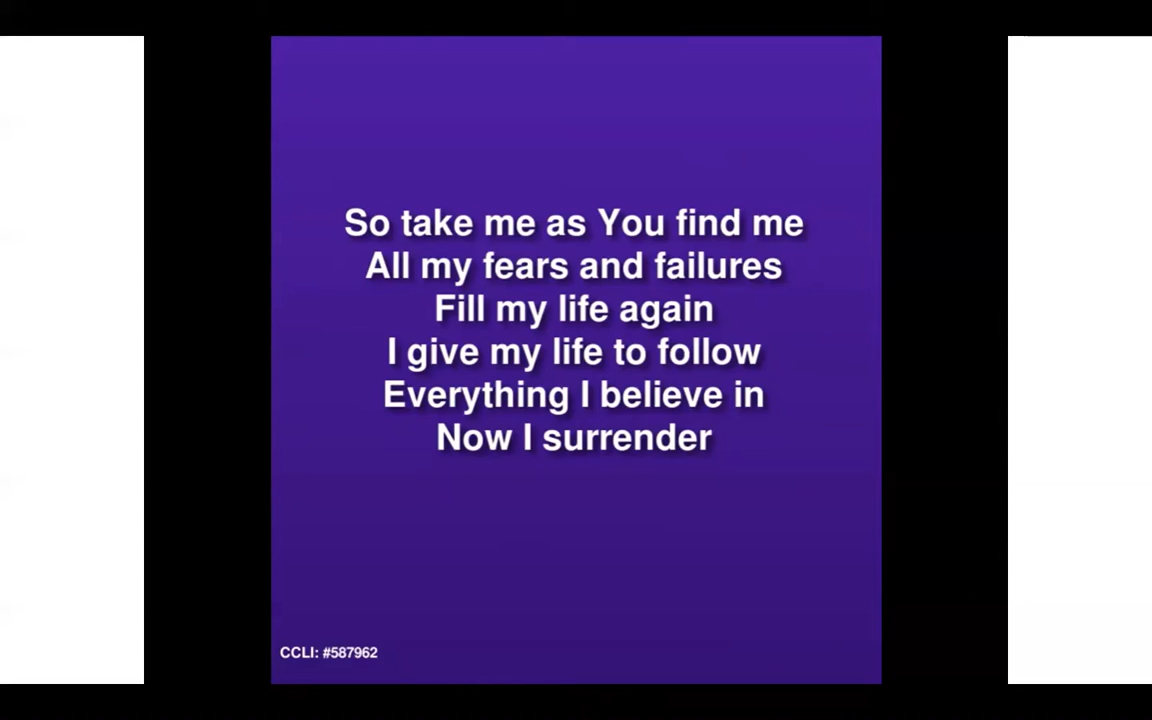 So take me as You find me
All my fears and failures
Fill my life again
I give my life to follow
Everything I believe in
Now I surrender
CCLI: #587962